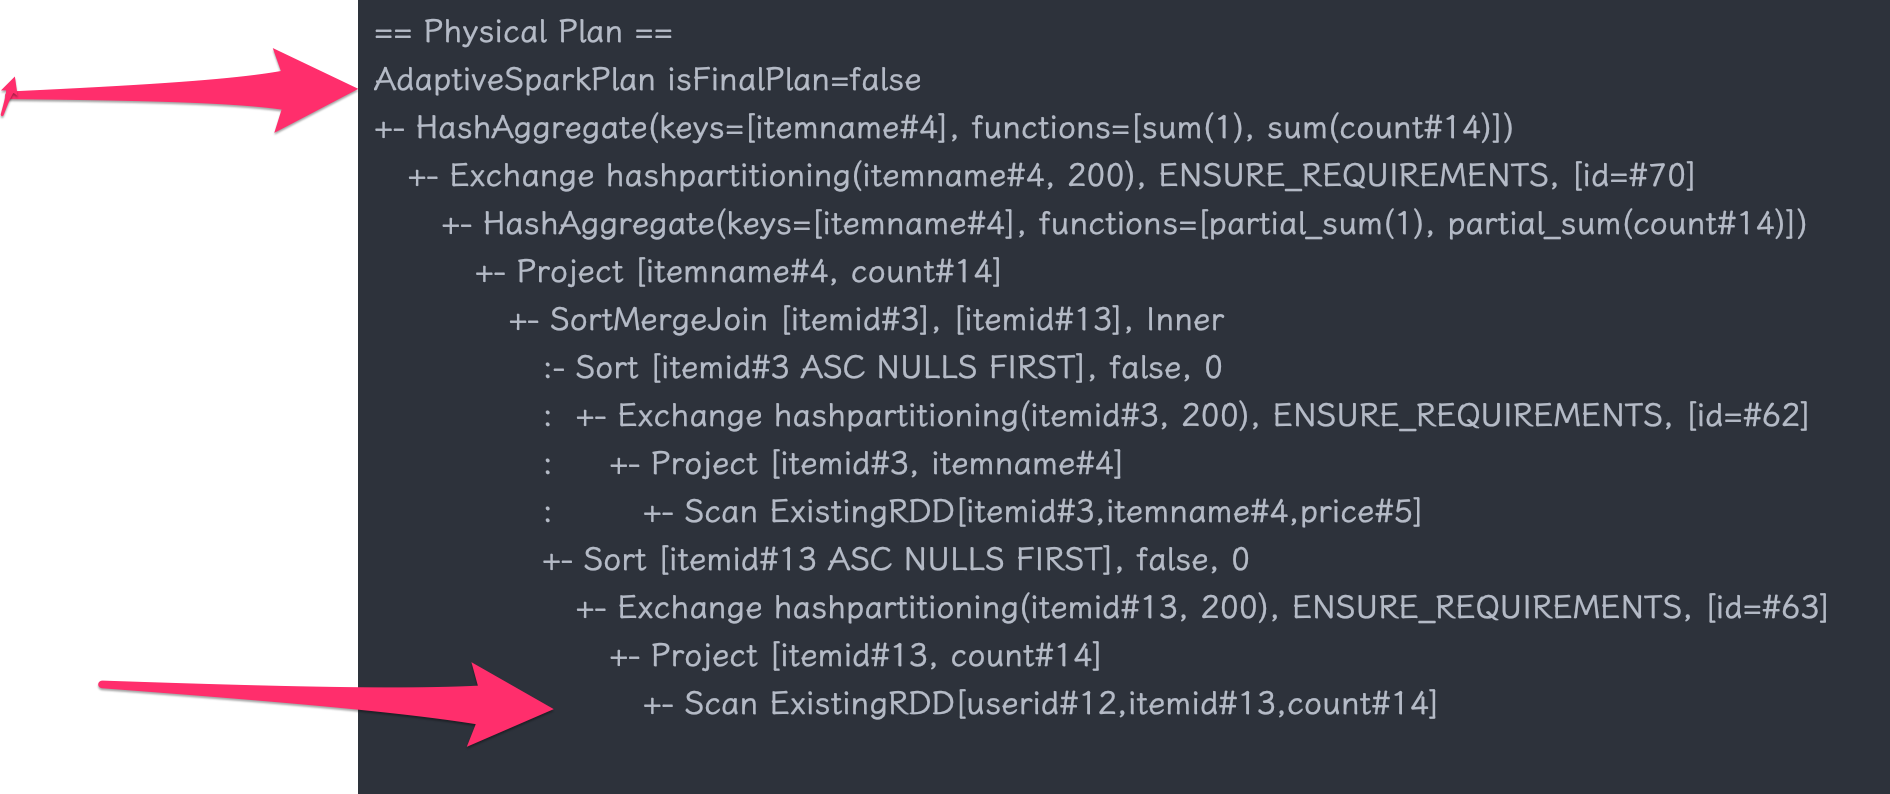 == Physical Plan ==
AdaptiveSparkPlan isFinalPlan=false
+- HashAggregate(keys=[itemname#4], functions=[sum(1), sum(count#14)])
+- Exchange hashpartitioning(itemname#4, 200), ENSURE_REQUIREMENTS, [id=#70]
+- HashAggregate(keys=[itemname#4], functions=[partial_sum(1), partial_sum(count#14)])
+- Project [itemname#4, count#14]
+- SortMergeJoin [itemid#3], [itemid#13], Inner
:- Sort [itemid#3 ASC NULLS FIRST], false, 0
: +- Exchange hashpartitioning(itemid#3, 200), ENSURE_REQUIREMENTS, [id=#62]
: +- Project [itemid#3, itemname#4]
: +- Scan ExistingRDD[itemid#3,itemname#4,price#5]
+- Sort [itemid#13 ASC NULLS FIRST], false, 0
+- Exchange hashpartitioning(itemid#13, 200), ENSURE_REQUIREMENTS, [id=#63]
+- Project [itemid#13, count#14]
+- Scan ExistingRDD[userid#12,itemid#13,count#14]